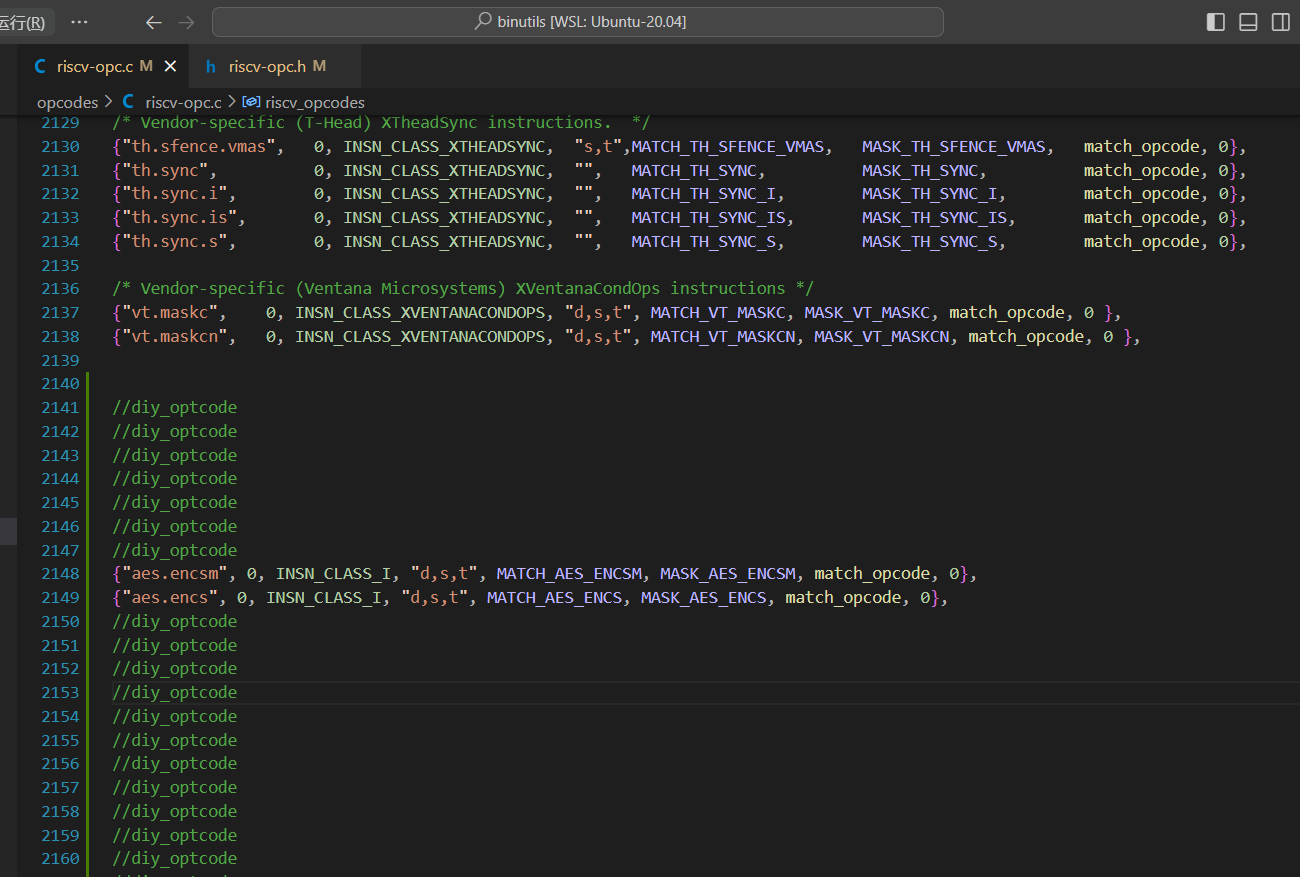 运行(R) ··· binutils [WSL: Ubuntu-20.04]
C riscv-opc.c M h riscv-opc.h M
opcodes > C riscv-opc.c > riscv_opcodes
2129 /* Vendor-specific (T-Head) XTheadSync instructions.  */
2130 {"th.sfence.vmas",   0, INSN_CLASS_XTHEADSYNC,  "s,t",MATCH_TH_SFENCE_VMAS,   MASK_TH_SFENCE_VMAS,   match_opcode, 0},
2131 {"th.sync",          0, INSN_CLASS_XTHEADSYNC,  "",   MATCH_TH_SYNC,          MASK_TH_SYNC,          match_opcode, 0},
2132 {"th.sync.i",        0, INSN_CLASS_XTHEADSYNC,  "",   MATCH_TH_SYNC_I,        MASK_TH_SYNC_I,        match_opcode, 0},
2133 {"th.sync.is",       0, INSN_CLASS_XTHEADSYNC,  "",   MATCH_TH_SYNC_IS,       MASK_TH_SYNC_IS,       match_opcode, 0},
2134 {"th.sync.s",        0, INSN_CLASS_XTHEADSYNC,  "",   MATCH_TH_SYNC_S,        MASK_TH_SYNC_S,        match_opcode, 0},
2135
2136 /* Vendor-specific (Ventana Microsystems) XVentanaCondOps instructions */
2137 {"vt.maskc",    0, INSN_CLASS_XVENTANACONDOPS, "d,s,t", MATCH_VT_MASKC, MASK_VT_MASKC, match_opcode, 0 },
2138 {"vt.maskcn",   0, INSN_CLASS_XVENTANACONDOPS, "d,s,t", MATCH_VT_MASKCN, MASK_VT_MASKCN, match_opcode, 0 },
2139
2140
2141 //diy_optcode
2142 //diy_optcode
2143 //diy_optcode
2144 //diy_optcode
2145 //diy_optcode
2146 //diy_optcode
2147 //diy_optcode
2148 {"aes.encsm", 0, INSN_CLASS_I, "d,s,t", MATCH_AES_ENCSM, MASK_AES_ENCSM, match_opcode, 0},
2149 {"aes.encs", 0, INSN_CLASS_I, "d,s,t", MATCH_AES_ENCS, MASK_AES_ENCS, match_opcode, 0},
2150 //diy_optcode
2151 //diy_optcode
2152 //diy_optcode
2153 //diy_optcode
2154 //diy_optcode
2155 //diy_optcode
2156 //diy_optcode
2157 //diy_optcode
2158 //diy_optcode
2159 //diy_optcode
2160 //diy_optcode